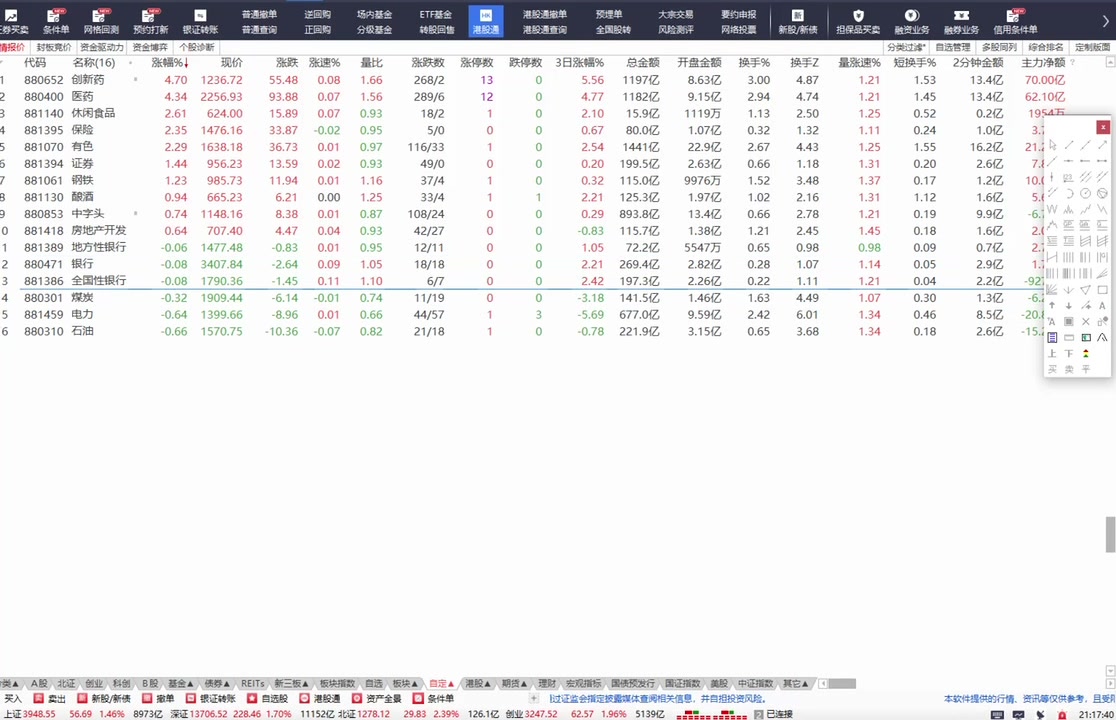 证券买卖 条件单 网格回测 预约打新 银证转账 普通撤单 逆回购 场内基金 ETF基金 HK 港股通撤单 预埋单 大宗交易 要约申报 新股/新债 担保品买卖 融资业务 融券业务 信用条件单
普通查询 正回购 分级基金 转股回售 港股通 港股通查询 全国股转 风险测评 网络投票
情报价 封板竞价 资金驱动力 资金博弈 个股诊断 分类过滤* 自选管理 多股同列 综合排名 定制版面
代码 名称(16) 涨幅%↓ 现价 涨跌 涨速% 量比 涨跌数 涨停数 跌停数 3日涨幅% 总金额 开盘金额 换手% 换手Z 量涨速% 短换手% 2分钟金额 主力净额
1 880652 创新药 4.70 1236.72 55.48 0.08 1.66 268/2 13 0 5.56 1197亿 8.63亿 3.00 4.87 1.21 1.53 13.4亿 70.00亿
2 880400 医药 4.34 2256.93 93.88 0.07 1.56 289/6 12 0 4.77 1182亿 9.15亿 2.94 4.74 1.21 1.45 13.4亿 62.10亿
3 881140 休闲食品 2.61 624.00 15.89 0.07 0.93 18/2 1 0 2.10 15.9亿 1119万 1.13 2.50 1.25 0.52 0.2亿 1954万
4 881395 保险 2.35 1476.16 33.87 -0.02 0.95 5/0 0 0 0.67 80.0亿 1.07亿 0.32 1.32 1.11 0.24 1.0亿 3.
5 881070 有色 2.29 1638.18 36.73 0.01 0.97 116/33 1 0 2.54 1441亿 22.9亿 2.67 4.43 1.25 1.55 16.2亿 21.
6 881394 证券 1.44 956.23 13.59 0.02 0.93 49/0 0 0 0.20 199.5亿 2.63亿 0.66 1.18 1.31 0.20 2.6亿 7.
7 881061 钢铁 1.23 985.73 11.94 0.01 1.16 37/4 1 0 0.32 115.0亿 9976万 1.52 3.48 1.37 0.17 1.2亿 10.
8 881130 酿酒 0.94 665.23 6.21 0.00 1.25 33/4 1 1 2.21 125.3亿 1.97亿 1.02 2.16 1.31 1.12 1.6亿 5.
9 880853 中字头 0.74 1148.16 8.38 0.01 0.87 108/24 0 0 0.29 893.8亿 13.4亿 0.66 2.78 1.21 0.19 9.9亿 -6.
0 881418 房地产开发 0.64 707.40 4.47 0.04 0.93 42/27 0 0 -0.83 115.7亿 1.38亿 1.21 2.45 1.45 0.18 1.6亿 2.
1 881389 地方性银行 -0.06 1477.48 -0.83 0.01 0.95 12/11 0 0 1.05 72.2亿 5547万 0.65 0.98 0.98 0.09 0.7亿 2.
2 880471 银行 -0.08 3407.84 -2.64 0.09 1.05 18/18 0 0 2.21 269.4亿 2.82亿 0.28 1.07 1.14 0.05 2.9亿 1.
3 881386 全国性银行 -0.08 1790.36 -1.45 0.11 1.10 6/7 0 0 2.42 197.3亿 2.26亿 0.22 1.11 1.21 0.04 2.2亿 -92
4 880301 煤炭 -0.32 1909.44 -6.14 -0.01 0.74 11/19 0 0 -3.18 141.5亿 1.46亿 1.63 4.49 1.07 0.30 1.3亿 -6.
5 881459 电力 -0.64 1399.66 -8.96 0.01 0.66 44/57 1 3 -5.69 677.0亿 9.59亿 2.42 6.01 1.34 0.46 8.5亿 -20.
6 880310 石油 -0.66 1570.75 -10.36 -0.07 0.82 21/18 1 0 -0.78 221.9亿 3.15亿 0.65 3.68 1.34 0.18 2.6亿 -15.
上 下
买 卖 平
分类▲ A股 北证 创业 科创 B股 基金▲ 债券▲ REITs 新三板▲ 板块指数 自选 板块▲ 自定▲ 港股▲ 期货▲ 理财 宏观指标 国债预发行 国证指数 美股 中证指数 其它▲
买入 卖出 新股/新债 撤单 银证转账 自选股 港股通 资产全景 条件单 过证监会指定披露媒体查阅相关信息,并自担投资风险。 本软件提供的行情、资讯等仅供参考,且受
上证3948.55 56.69 1.46% 8973亿 深证13706.52 228.46 1.70% 11152亿 北证1278.12 29.83 2.39% 126.1亿 创业3247.52 62.57 1.96% 5139亿 2 已连接 21:17:40